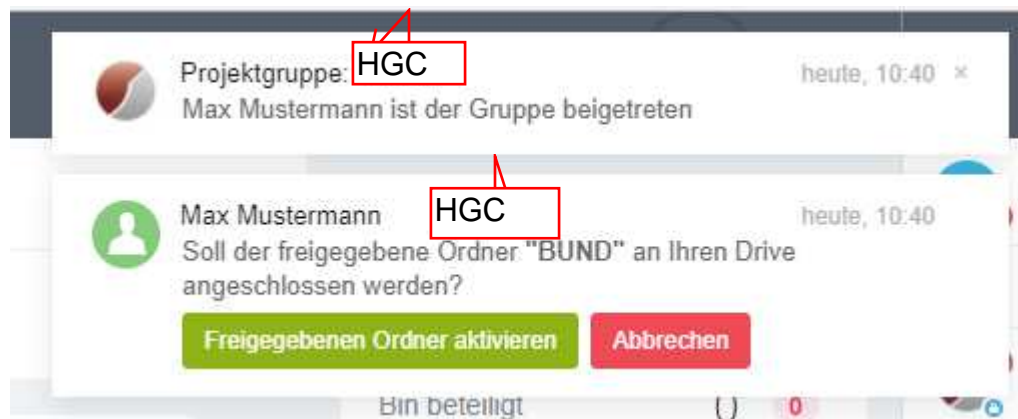 HGC
Projektgruppe:
heute, 10:40 ×
Max Mustermann ist der Gruppe beigetreten
HGC
Max Mustermann
heute, 10:40
Soll der freigegebene Ordner "BUND" an Ihren Drive
angeschlossen werden?
Freigegebenen Ordner aktivieren
Abbrechen
Bin beteiligt
0